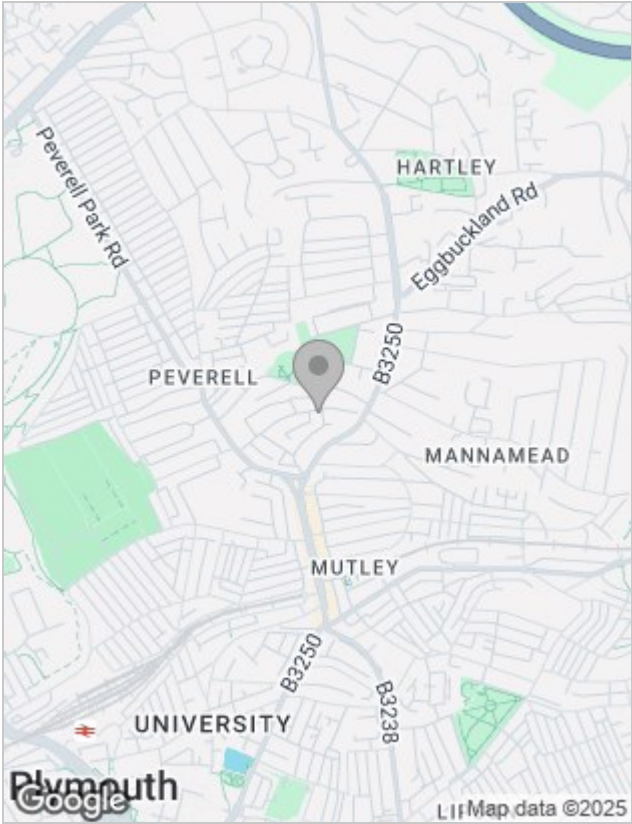 HARTLEY
Peverell Park Rd
Eggbuckland Rd
B3250
PEVERELL
MANNAMEAD
MUTLEY
B3250
B3238
UNIVERSITY
Plymouth
Google
Map data ©2025